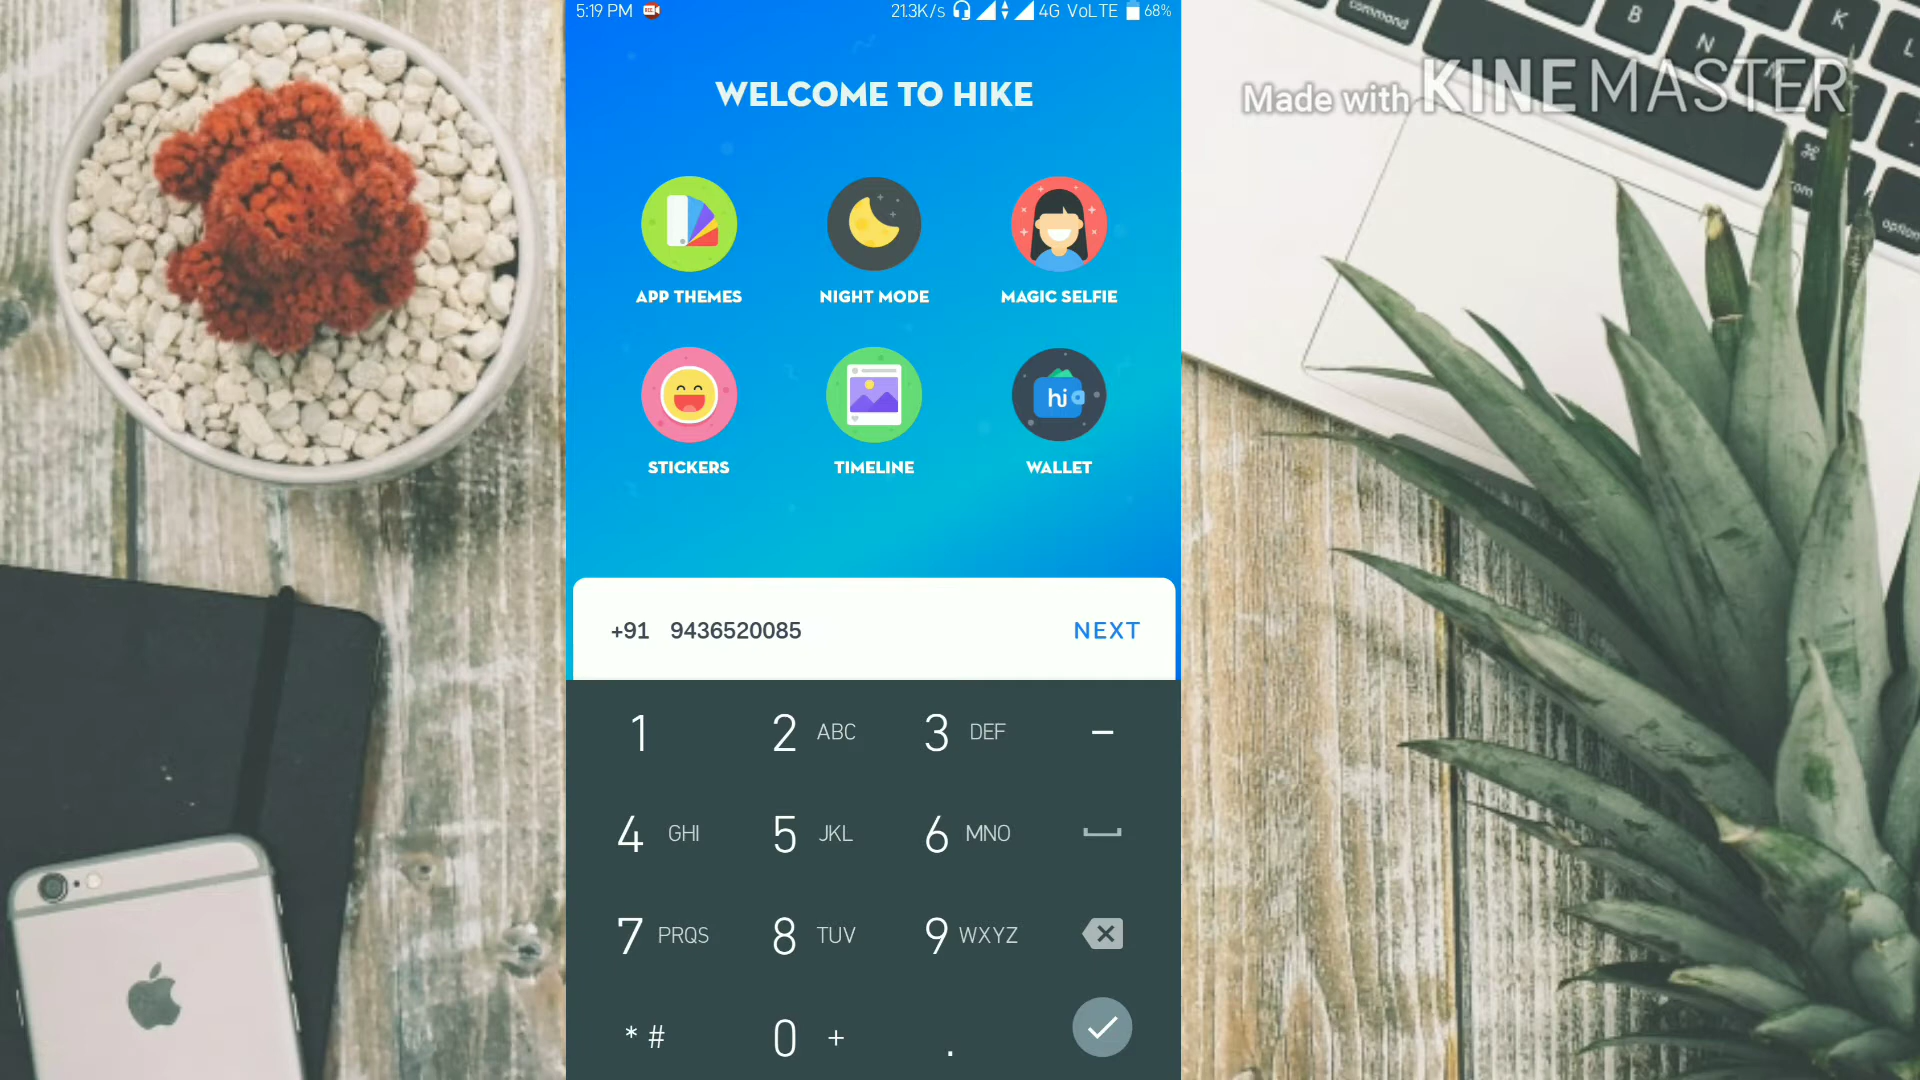 5:19 PM
21.3K/s 4G VoLTE 68%
WELCOME TO HIKE
APP THEMES NIGHT MODE MAGIC SELFIE
hi
STICKERS TIMELINE WALLET
+91 9436520085 NEXT
1 2 ABC 3 DEF –
4 GHI 5 JKL 6 MNO
7 PRQS 8 TUV 9 WXYZ
* # 0 + .
Made with KINEMASTER
command
B
N
M
K
L
⌘
option